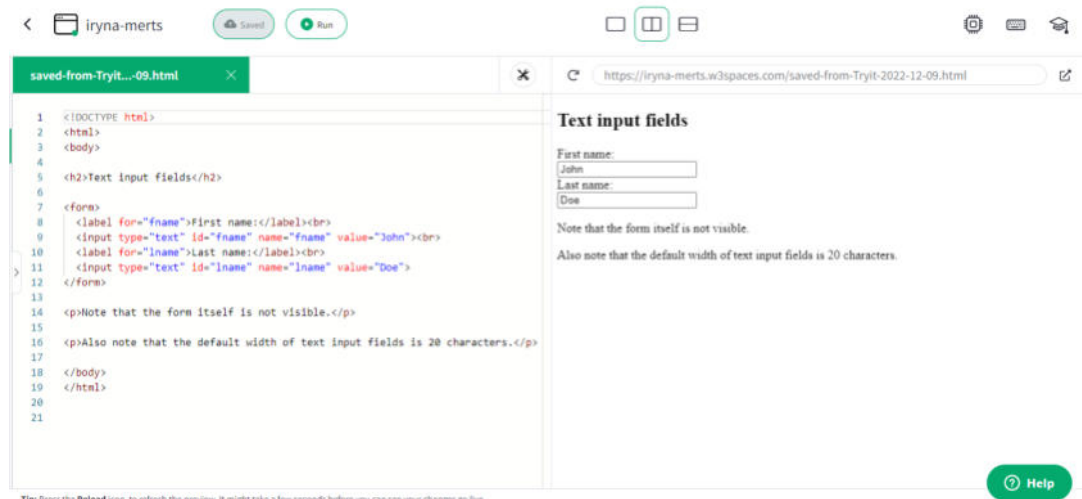 iryna-merts
Saved
Run
saved-from-Tryit...-09.html
https://iryna-merts.w3spaces.com/saved-from-Tryit-2022-12-09.html
1 <!DOCTYPE html>
2 <html>
3 <body>
4
5 <h2>Text input fields</h2>
6
7 <form>
8 <label for="fname">First name:</label><br>
9 <input type="text" id="fname" name="fname" value="John"><br>
10 <label for="lname">Last name:</label><br>
11 <input type="text" id="lname" name="lname" value="Doe">
12 </form>
13
14 <p>Note that the form itself is not visible.</p>
15
16 <p>Also note that the default width of text input fields is 20 characters.</p>
17
18 </body>
19 </html>
20
21
Text input fields
First name:
John
Last name:
Doe
Note that the form itself is not visible.
Also note that the default width of text input fields is 20 characters.
Help